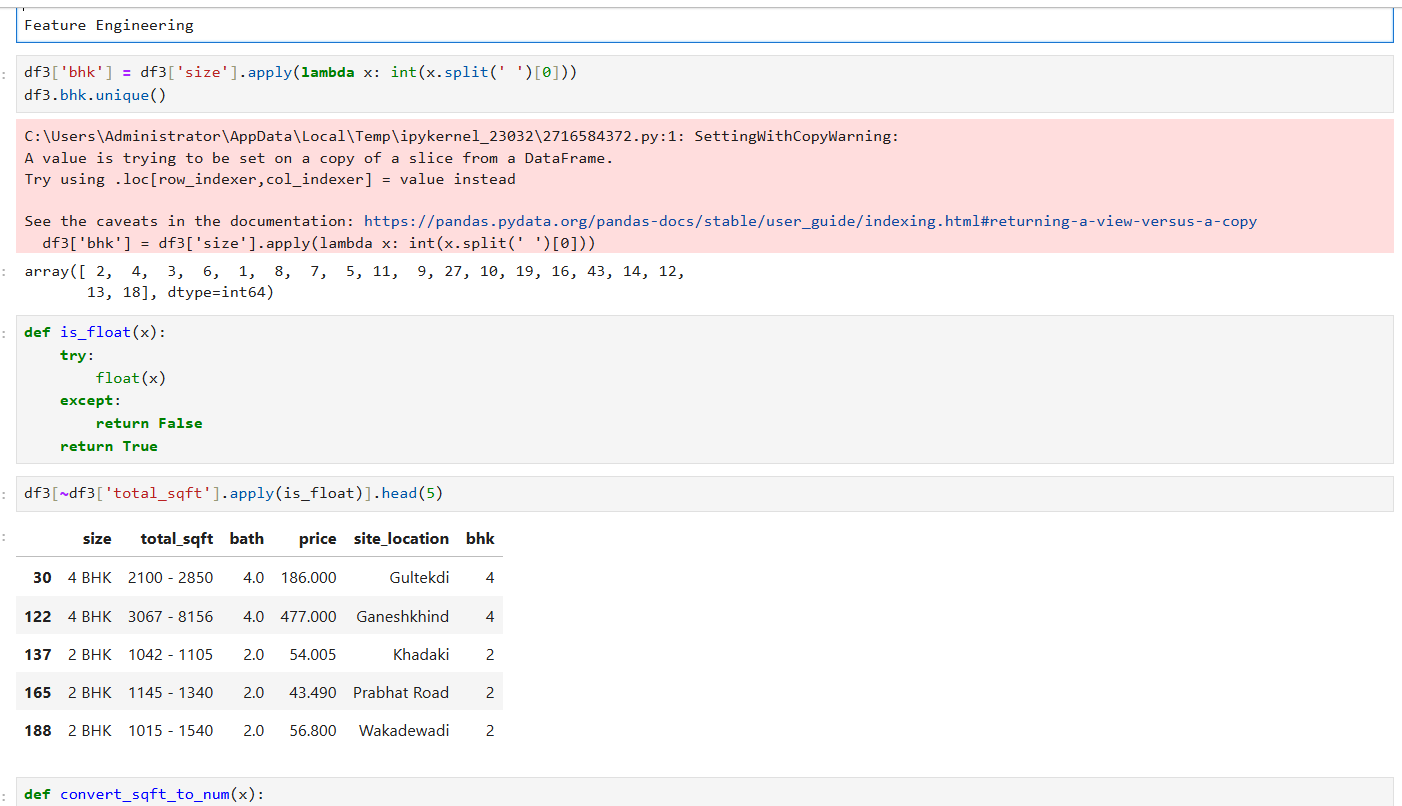 Feature Engineering
df3['bhk'] = df3['size'].apply(lambda x: int(x.split(' ')[0]))
df3.bhk.unique()
C:\Users\Administrator\AppData\Local\Temp\ipykernel_23032\2716584372.py:1: SettingWithCopyWarning:
A value is trying to be set on a copy of a slice from a DataFrame.
Try using .loc[row_indexer,col_indexer] = value instead
See the caveats in the documentation: https://pandas.pydata.org/pandas-docs/stable/user_guide/indexing.html#returning-a-view-versus-a-copy
  df3['bhk'] = df3['size'].apply(lambda x: int(x.split(' ')[0]))
array([ 2,  4,  3,  6,  1,  8,  7,  5, 11,  9, 27, 10, 19, 16, 43, 14, 12,
       13, 18], dtype=int64)
def is_float(x):
    try:
        float(x)
    except:
        return False
    return True
df3[~df3['total_sqft'].apply(is_float)].head(5)
size total_sqft bath price site_location bhk
30 4 BHK 2100 - 2850 4.0 186.000 Gultekdi 4
122 4 BHK 3067 - 8156 4.0 477.000 Ganeshkhind 4
137 2 BHK 1042 - 1105 2.0 54.005 Khadaki 2
165 2 BHK 1145 - 1340 2.0 43.490 Prabhat Road 2
188 2 BHK 1015 - 1540 2.0 56.800 Wakadewadi 2
def convert_sqft_to_num(x):